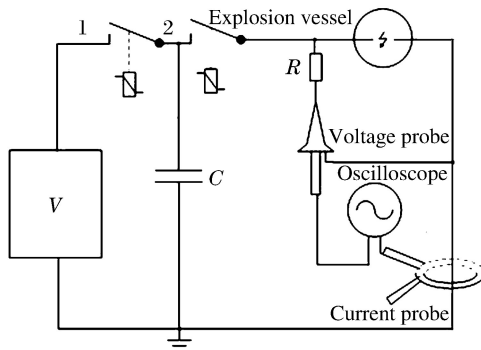 Explosion vessel
1
2
R
Voltage probe
Oscilloscope
C
V
Current probe